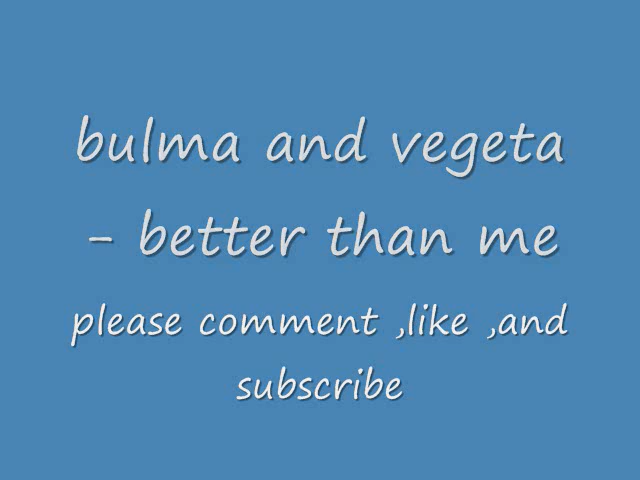 bulma and vegeta
- better than me
please comment ,like ,and
subscribe